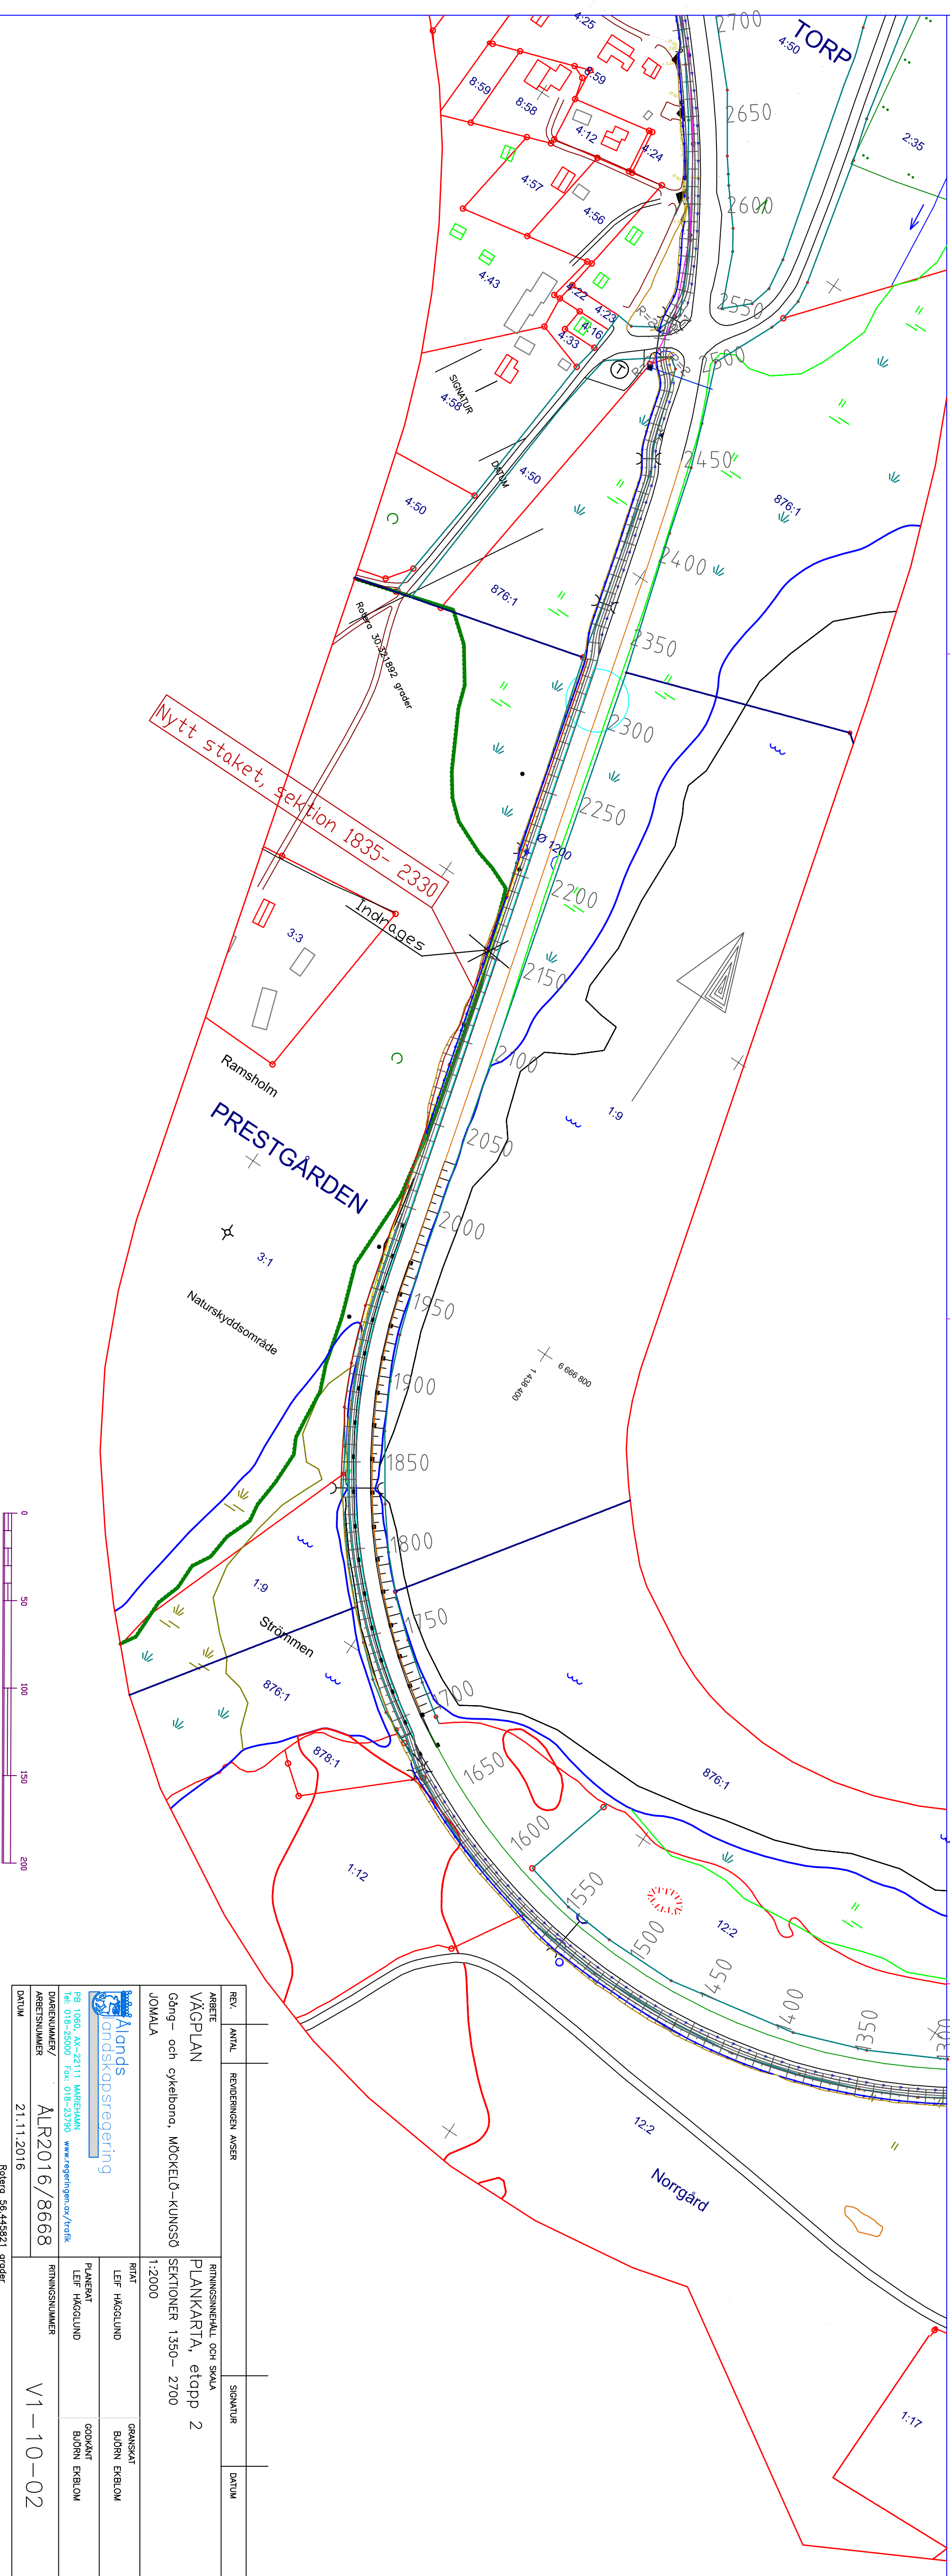 2700
TORP
4:50
4:25
8:59
8:59
8:58
4:12
4:24
2650
2:35
4:57
4:56
2600
4:43
4:22
4:23
4:16
4:33
2550
2500
T
SIGNATUR
4:58
DATUM
4:50
2450
876:1
4:50
2400
876:1
2350
Rotera 30.321892 grader
2300
Nytt staket, sektion 1835- 2330
2250
Ø 1200
2200
Indrages
3:3
2150
2100
Ramsholm
1:9
PRESTGÅRDEN
2050
2000
3:1
Naturskyddsområde
1950
1900
6 666 800
1 438 400
1850
1800
1:9
Strömmen
1750
876:1
1700
878:1
1650
876:1
1600
1:12
1550
1500
12:2
1450
1400
1350
1300
12:2
Norrgård
1:17
0
50
100
150
200
REV.
ANTAL
REVIDERINGEN AVSER
SIGNATUR
DATUM
ARBETE
VÄGPLAN
Gång- och cykelbana, MÖCKELÖ-KUNGSÖ
JOMALA
RITNINGSINNEHÅLL OCH SKALA
PLANKARTA, etapp 2
SEKTIONER 1350- 2700
1:2000
Ålands
landskapsregering
PB 1060, AX-22111 MARIEHAMN
Tel: 018-25000 Fax: 018-23790 www.regeringen.ax/trafik
RITAT
LEIF HÄGGLUND
GRANSKAT
BJÖRN EKBLOM
PLANERAT
LEIF HÄGGLUND
GODKÄNT
BJÖRN EKBLOM
DIARIENUMMER/
ARBETSNUMMER
ÅLR2016/8668
DATUM
21.11.2016
RITNINGSNUMMER
V1-10-02
Rotera 56.445821 grader